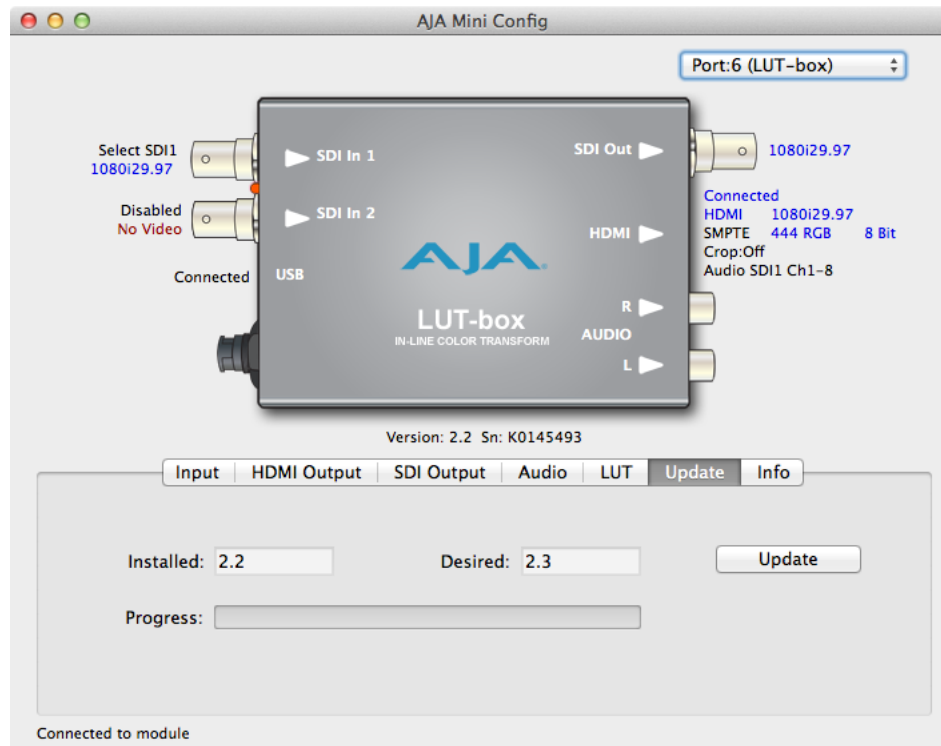 AJA Mini Config
Port:6 (LUT-box)
Select SDI1
1080i29.97
SDI In 1
SDI Out
1080i29.97
Disabled
No Video
SDI In 2
Connected
HDMI 1080i29.97
SMPTE 444 RGB 8 Bit
Crop:Off
Audio SDI1 Ch1-8
HDMI
Connected
USB
AJA
LUT-box
IN-LINE COLOR TRANSFORM
R
AUDIO
L
Version: 2.2 Sn: K0145493
Input HDMI Output SDI Output Audio LUT Update Info
Installed: 2.2 Desired: 2.3 Update
Progress:
Connected to module